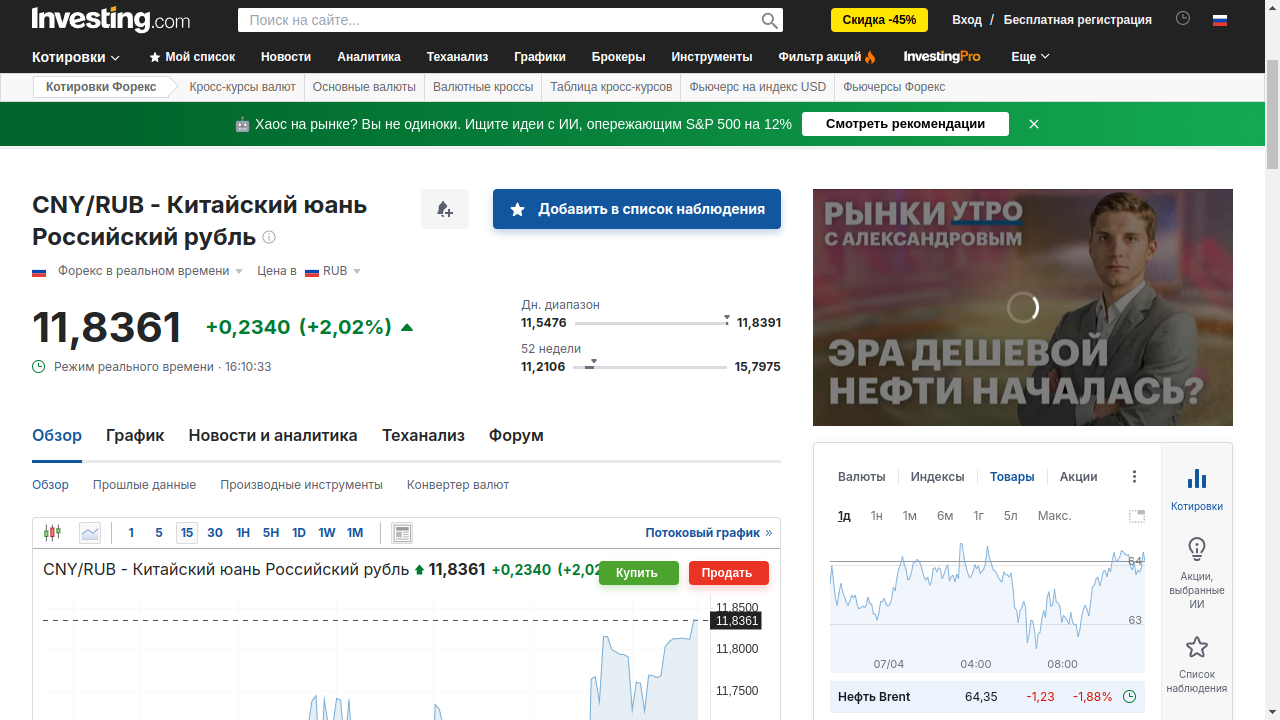 Investing.com
Поиск на сайте...
Скидка -45%
Вход / Бесплатная регистрация
Котировки
Мой список
Новости
Аналитика
Теханализ
Графики
Брокеры
Инструменты
Фильтр акций
InvestingPro
Еще
Котировки Форекс
Кросс-курсы валют
Основные валюты
Валютные кроссы
Таблица кросс-курсов
Фьючерс на индекс USD
Фьючерсы Форекс
Хаос на рынке? Вы не одиноки. Ищите идеи с ИИ, опережающим S&P 500 на 12%
Смотреть рекомендации
CNY/RUB - Китайский юань
Российский рубль
Добавить в список наблюдения
Форекс в реальном времени
Цена в
RUB
11,8361
+0,2340 (+2,02%)
Режим реального времени · 16:10:33
Дн. диапазон
11,5476
11,8391
52 недели
11,2106
15,7975
Обзор
График
Новости и аналитика
Теханализ
Форум
Обзор
Прошлые данные
Производные инструменты
Конвертер валют
1
5
15
30
1H
5H
1D
1W
1M
Потоковый график »
CNY/RUB - Китайский юань Российский рубль
11,8361
+0,2340
(+2,02
Купить
Продать
11,8500
11,8361
11,8000
11,7500
РЫНКИ УТРО
С АЛЕКСАНДРОВЫМ
ЭРА ДЕШЕВОЙ
НЕФТИ НАЧАЛАСЬ?
Валюты
Индексы
Товары
Акции
1д
1н
1м
6м
1г
5л
Макс.
64
63
07/04
04:00
08:00
Нефть Brent
64,35
-1,23
-1,88%
Котировки
Акции,
выбранные
ИИ
Список
наблюдения